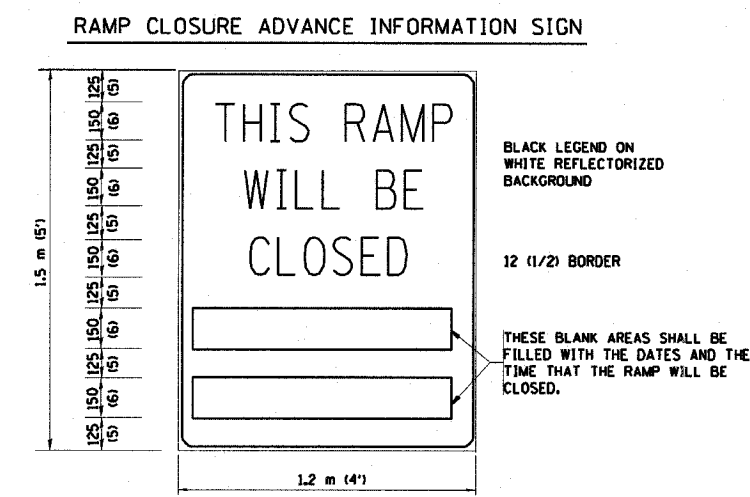 RAMP CLOSURE ADVANCE INFORMATION SIGN
125 (5)
150 (6)
125 (5)
150 (6)
125 (5)
150 (6)
125 (5)
150 (6)
125 (5)
150 (6)
125 (5)
1.5 m (5')
THIS RAMP
WILL BE
CLOSED
BLACK LEGEND ON
WHITE REFLECTORIZED
BACKGROUND
12 (1/2) BORDER
THESE BLANK AREAS SHALL BE
FILLED WITH THE DATES AND THE
TIME THAT THE RAMP WILL BE
CLOSED.
1.2 m (4')